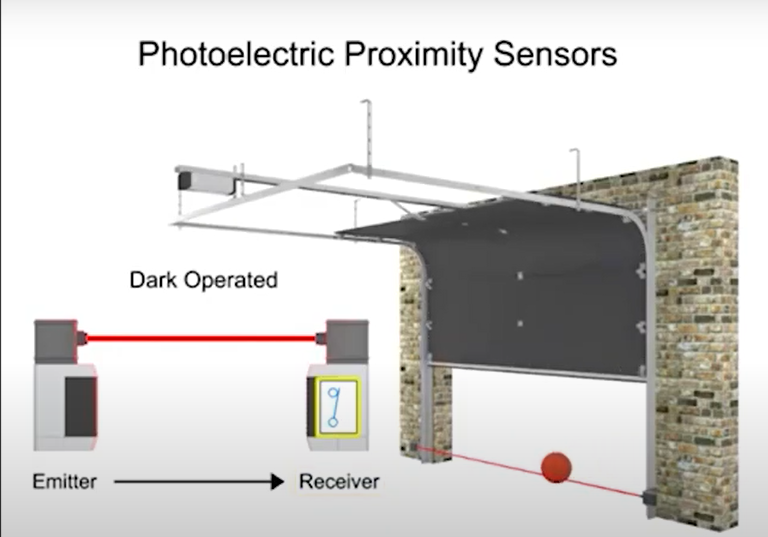 Photoelectric Proximity Sensors
Dark Operated
Emitter
Receiver